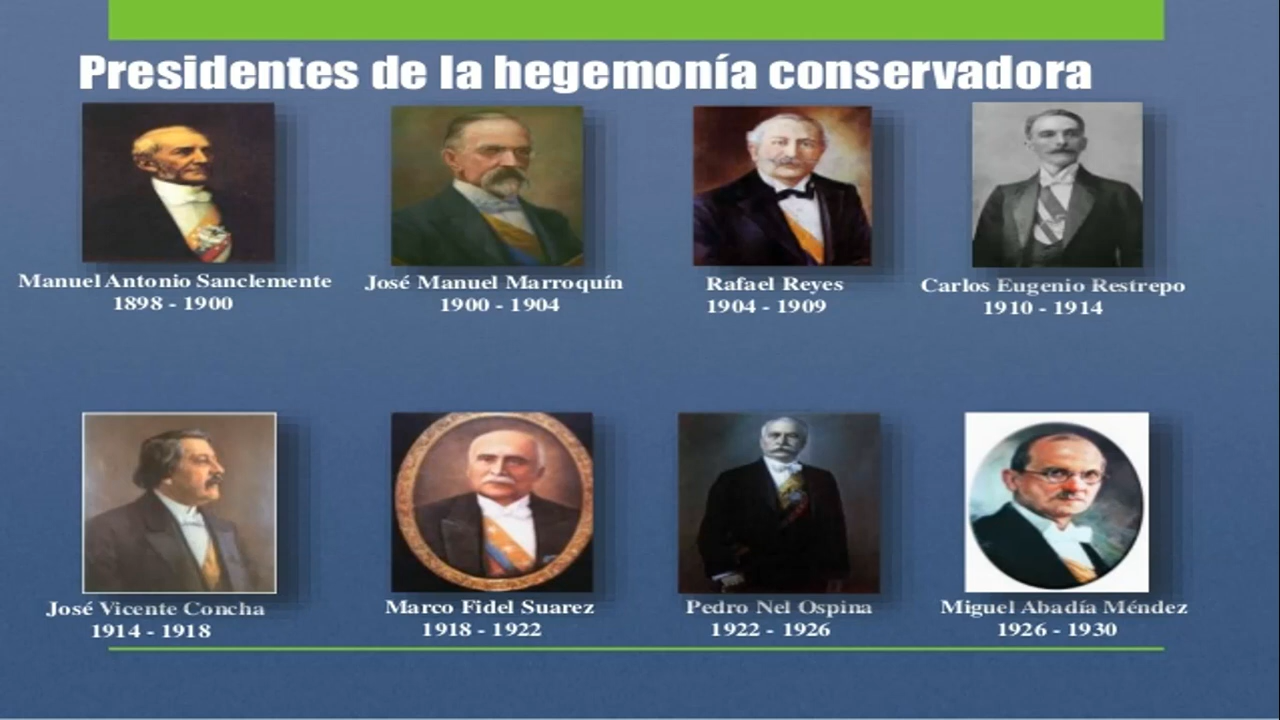 Presidentes de la hegemonía conservadora
Manuel Antonio Sanclemente
1898 - 1900
José Manuel Marroquín
1900 - 1904
Rafael Reyes
1904 - 1909
Carlos Eugenio Restrepo
1910 - 1914
José Vicente Concha
1914 - 1918
Marco Fidel Suarez
1918 - 1922
Pedro Nel Ospina
1922 - 1926
Miguel Abadía Méndez
1926 - 1930